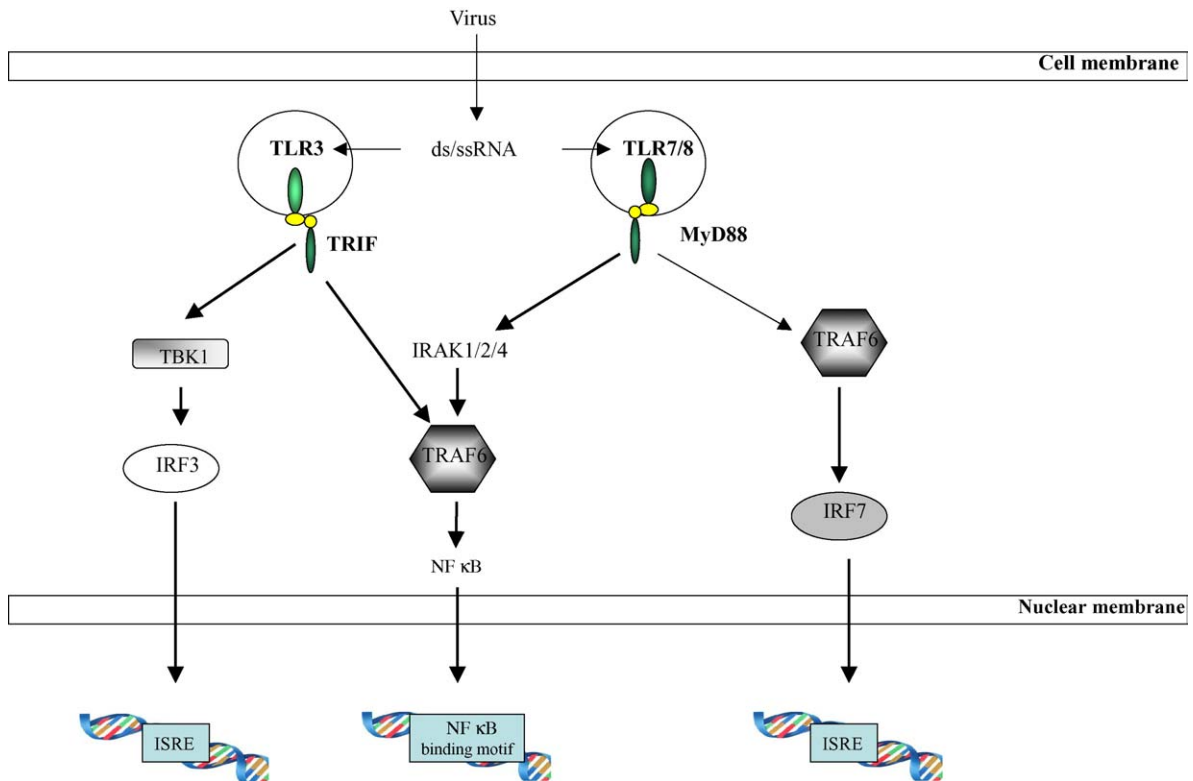 Virus
Cell membrane
TLR3
ds/ssRNA
TLR7/8
TRIF
MyD88
TBK1
IRAK1/2/4
TRAF6
IRF3
TRAF6
IRF7
NF κB
Nuclear membrane
ISRE
NF κB
binding motif
ISRE